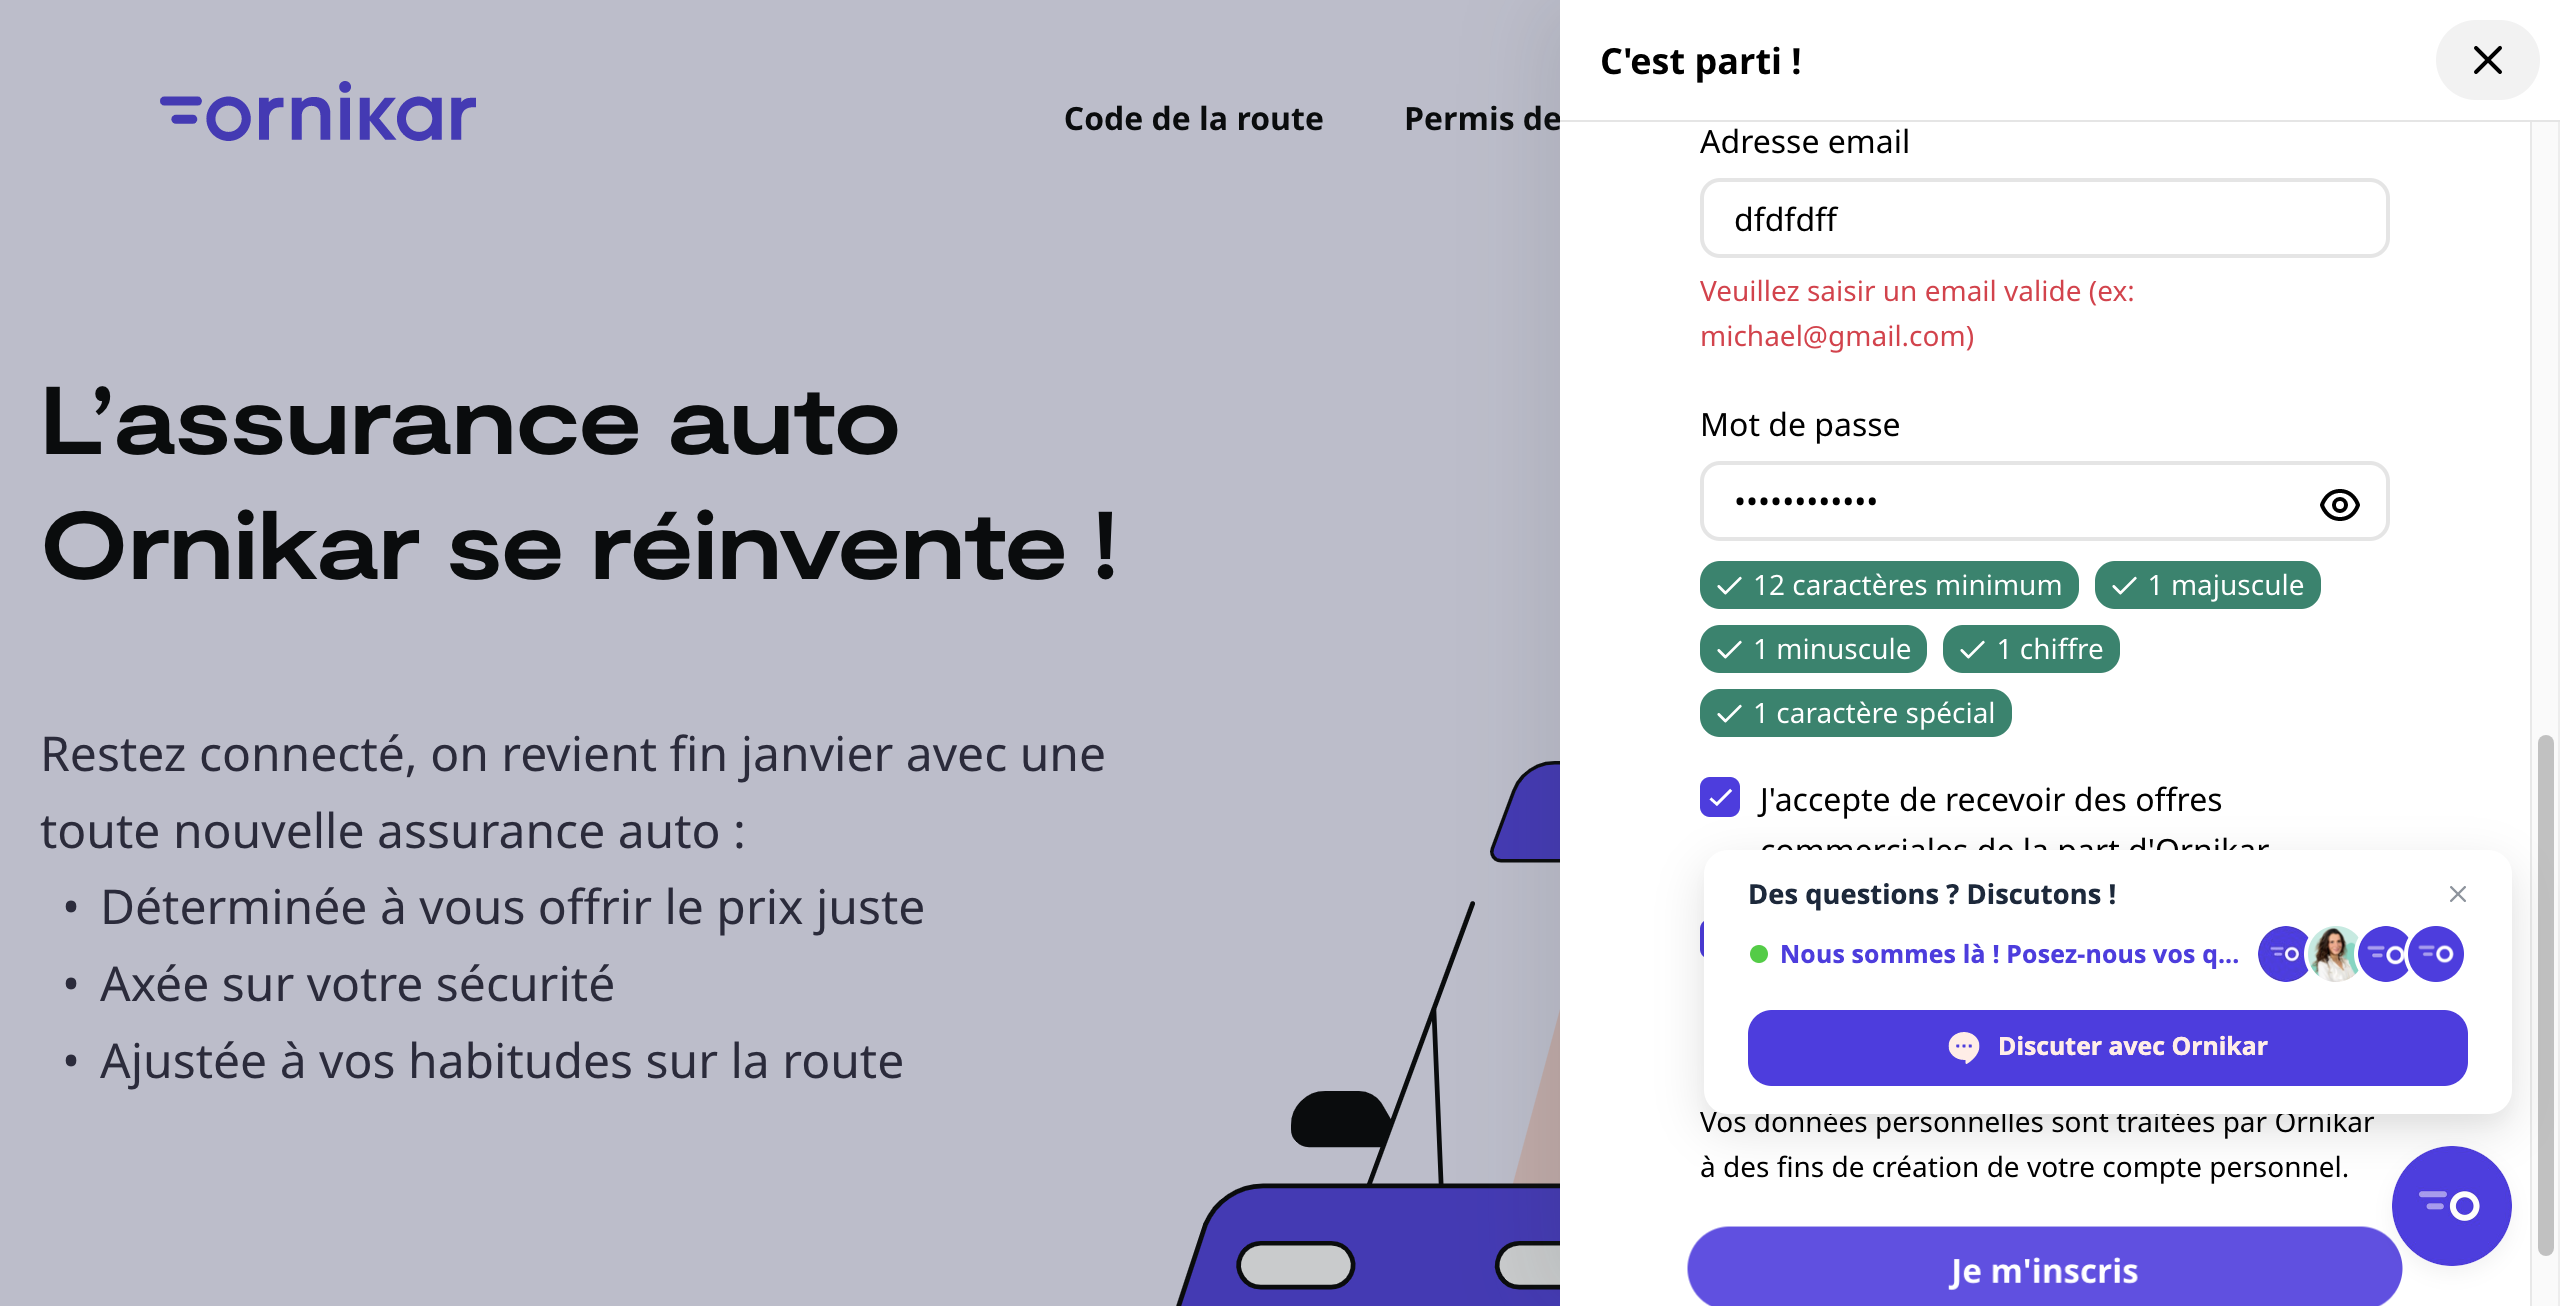 ornikar
Code de la route
Permis de
L’assurance auto
Ornikar se réinvente !
Restez connecté, on revient fin janvier avec une
toute nouvelle assurance auto :
• Déterminée à vous offrir le prix juste
• Axée sur votre sécurité
• Ajustée à vos habitudes sur la route
C'est parti !
Adresse email
dfdfdff
Veuillez saisir un email valide (ex:
michael@gmail.com)
Mot de passe
••••••••••••
12 caractères minimum
1 majuscule
1 minuscule
1 chiffre
1 caractère spécial
J'accepte de recevoir des offres
commerciales de la part d'Ornikar
Des questions ? Discutons !
Nous sommes là ! Posez-nous vos q...
Discuter avec Ornikar
Vos données personnelles sont traitées par Ornikar
à des fins de création de votre compte personnel.
Je m'inscris